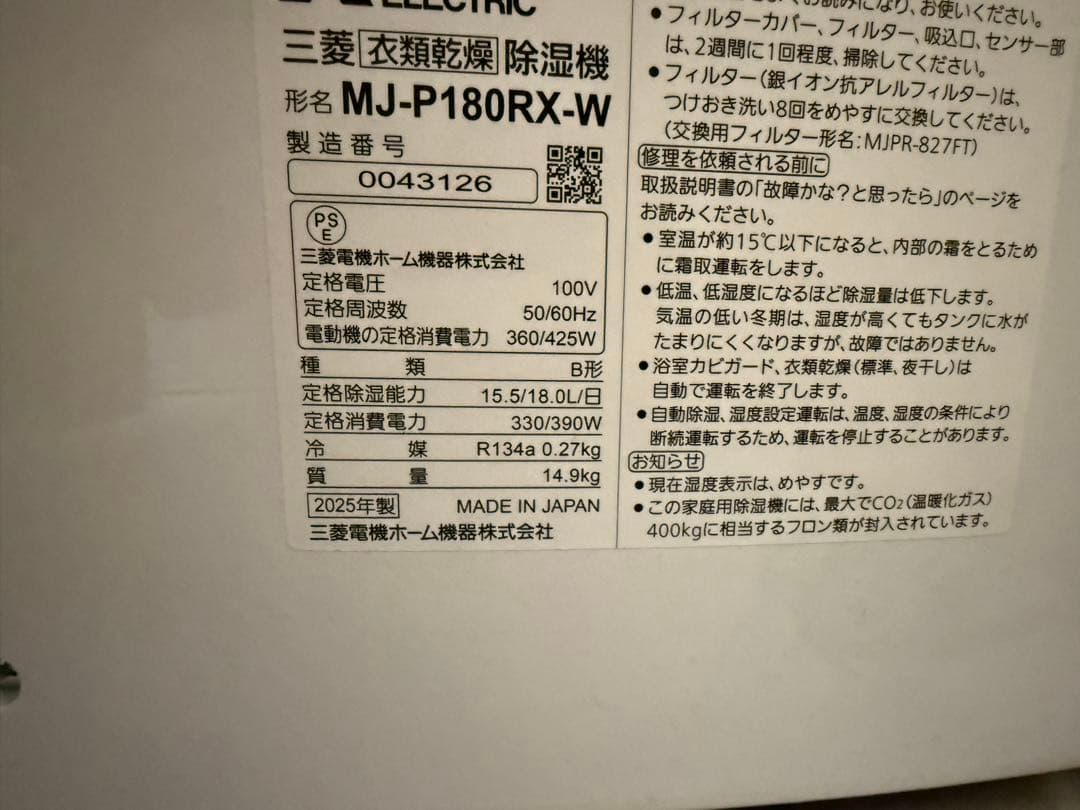 ELECTRIC
三菱 衣類乾燥 除湿機
形名 MJ-P180RX-W
製造番号
0043126
PS
E
三菱電機ホーム機器株式会社
定格電圧 100V
定格周波数 50/60Hz
電動機の定格消費電力 360/425W
種類 B形
定格除湿能力 15.5/18.0L/日
定格消費電力 330/390W
冷媒 R134a 0.27kg
質量 14.9kg
2025年製 MADE IN JAPAN
三菱電機ホーム機器株式会社
お読みになり、お使いください。
●フィルターカバー、フィルター、吸込口、センサー部
は、2週間に1回程度、掃除してください。
●フィルター(銀イオン抗アレルフィルター)は、
つけおき洗い8回をめやすに交換してください。
(交換用フィルター形名:MJPR-827FT)
修理を依頼される前に
取扱説明書の「故障かな?と思ったら」のページを
お読みください。
●室温が約15℃以下になると、内部の霜をとるため
に霜取運転をします。
●低温、低湿度になるほど除湿量は低下します。
気温の低い冬期は、湿度が高くてもタンクに水が
たまりにくくなりますが、故障ではありません。
●浴室カビガード、衣類乾燥(標準、夜干し)は
自動で運転を終了します。
●自動除湿、湿度設定運転は、温度、湿度の条件により
断続運転するため、運転を停止することがあります。
お知らせ
●現在湿度表示は、めやすです。
●この家庭用除湿機には、最大でCO2(温暖化ガス)
400kgに相当するフロン類が封入されています。